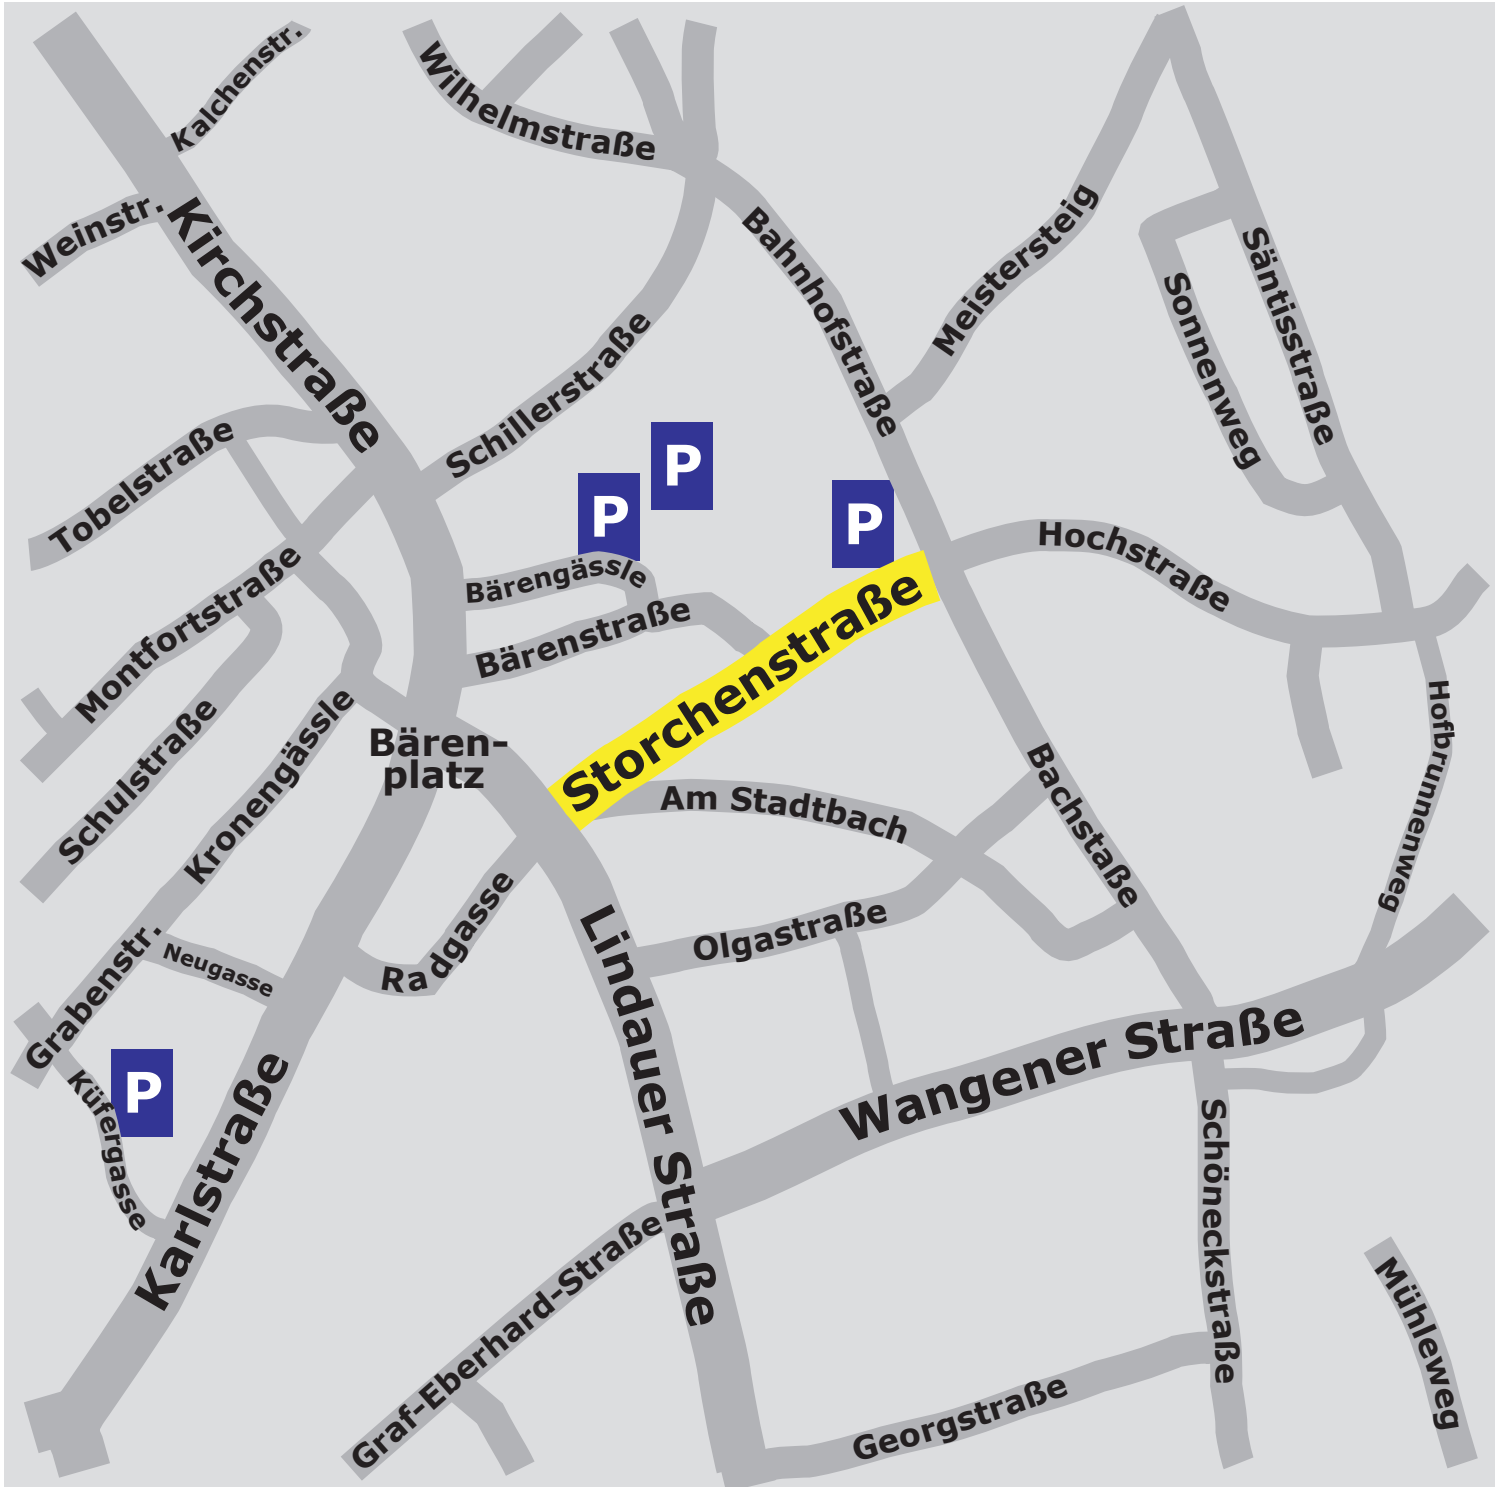 Kalchenstr.
Wilhelmstraße
Weinstr.
Kirchstraße
Bahnhofstraße
Meistersteig
Säntisstraße
Sonnenweg
Schillerstraße
Tobelstraße
P
P
P
Hochstraße
Bärengässle
Montfortstraße
Bärenstraße
Storchenstraße
Schulstraße
Kronengässle
Bären-
platz
Am Stadtbach
Bachstaße
Hofbrunnenweg
Radgasse
Olgastraße
Grabenstr.
Neugasse
Lindauer Straße
Wangener Straße
P
Küfergasse
Karlstraße
Schöneckstraße
Graf-Eberhard-Straße
Mühleweg
Georgstraße